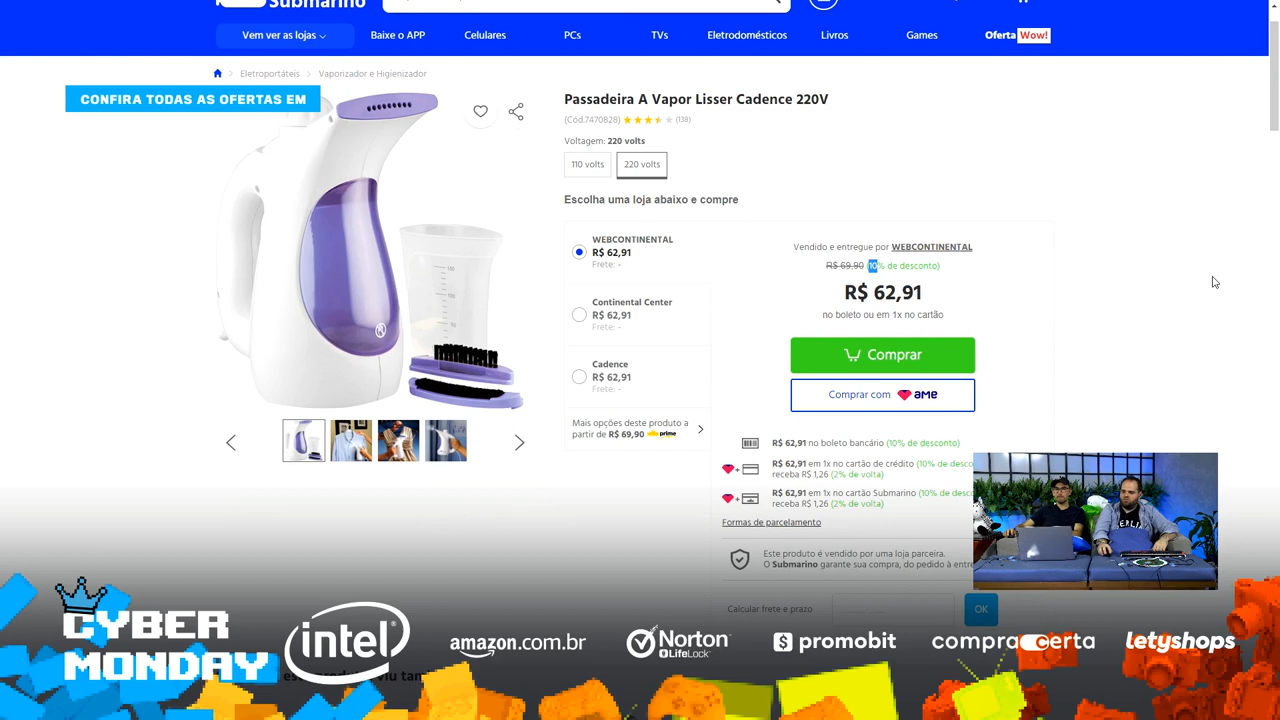 Submarino
Vem ver as lojas
Baixe o APP
Celulares
PCs
TVs
Eletrodomésticos
Livros
Games
Oferta Wow!
Eletroportáteis > Vaporizador e Higienizador
CONFIRA TODAS AS OFERTAS EM
Passadeira A Vapor Lisser Cadence 220V
(Cód.7470828) (138)
Voltagem: 220 volts
110 volts
220 volts
Escolha uma loja abaixo e compre
WEBCONTINENTAL
R$ 62,91
Frete: -
Continental Center
R$ 62,91
Frete: -
Cadence
R$ 62,91
Frete: -
Mais opções deste produto a
partir de R$ 69,90 prime
Vendido e entregue por WEBCONTINENTAL
R$ 69,90 (10% de desconto)
R$ 62,91
no boleto ou em 1x no cartão
Comprar
Comprar com ame
R$ 62,91 no boleto bancário (10% de desconto)
R$ 62,91 em 1x no cartão de crédito (10% de desco
receba R$ 1,26 (2% de volta)
R$ 62,91 em 1x no cartão Submarino (10% de desco
receba R$ 1,26 (2% de volta)
Formas de parcelamento
Este produto é vendido por uma loja parceira.
O Submarino garante sua compra, do pedido à entre
Calcular frete e prazo
OK
CYBER
MONDAY
intel
amazon.com.br
Norton
LifeLock
promobit
compra certa
letyshops